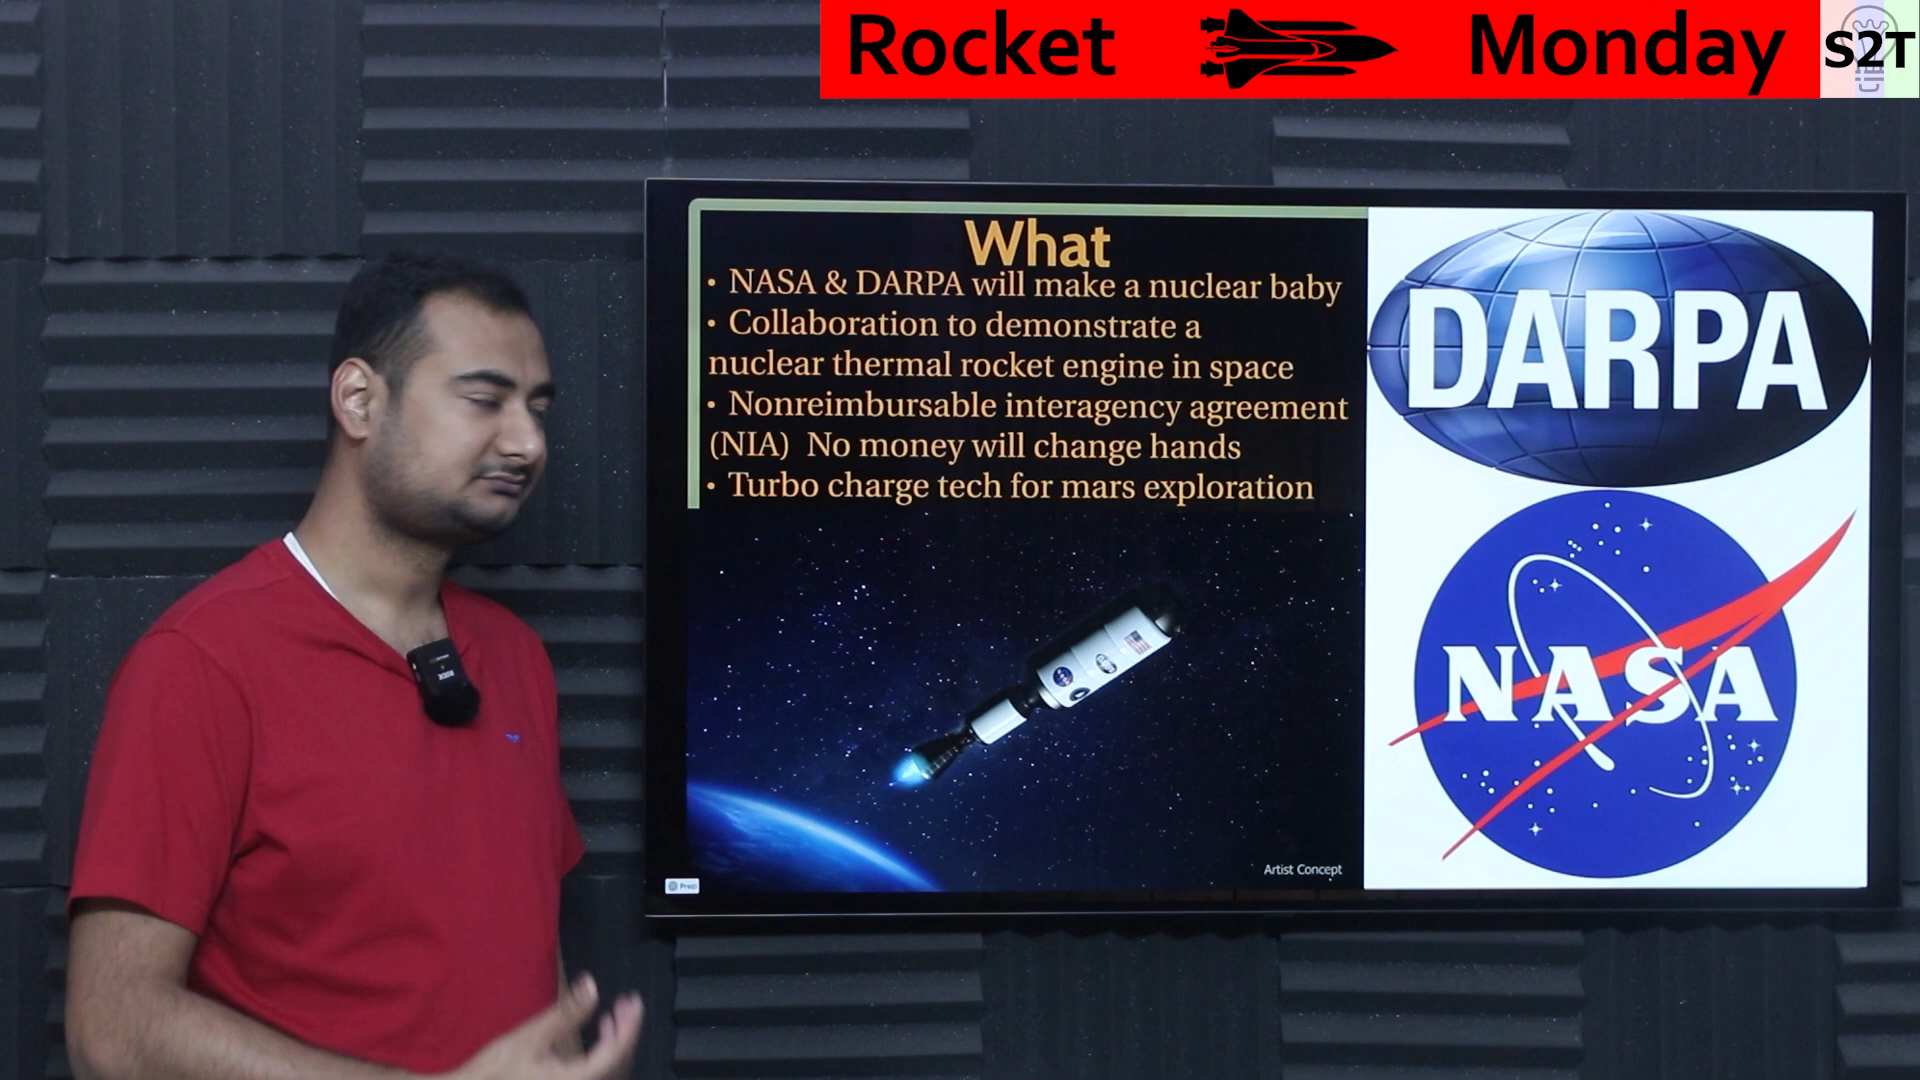 Rocket Monday S2T
What
• NASA & DARPA will make a nuclear baby
• Collaboration to demonstrate a
nuclear thermal rocket engine in space
• Nonreimbursable interagency agreement
(NIA) No money will change hands
• Turbo charge tech for mars exploration
DARPA
NASA
Artist Concept
Prezi